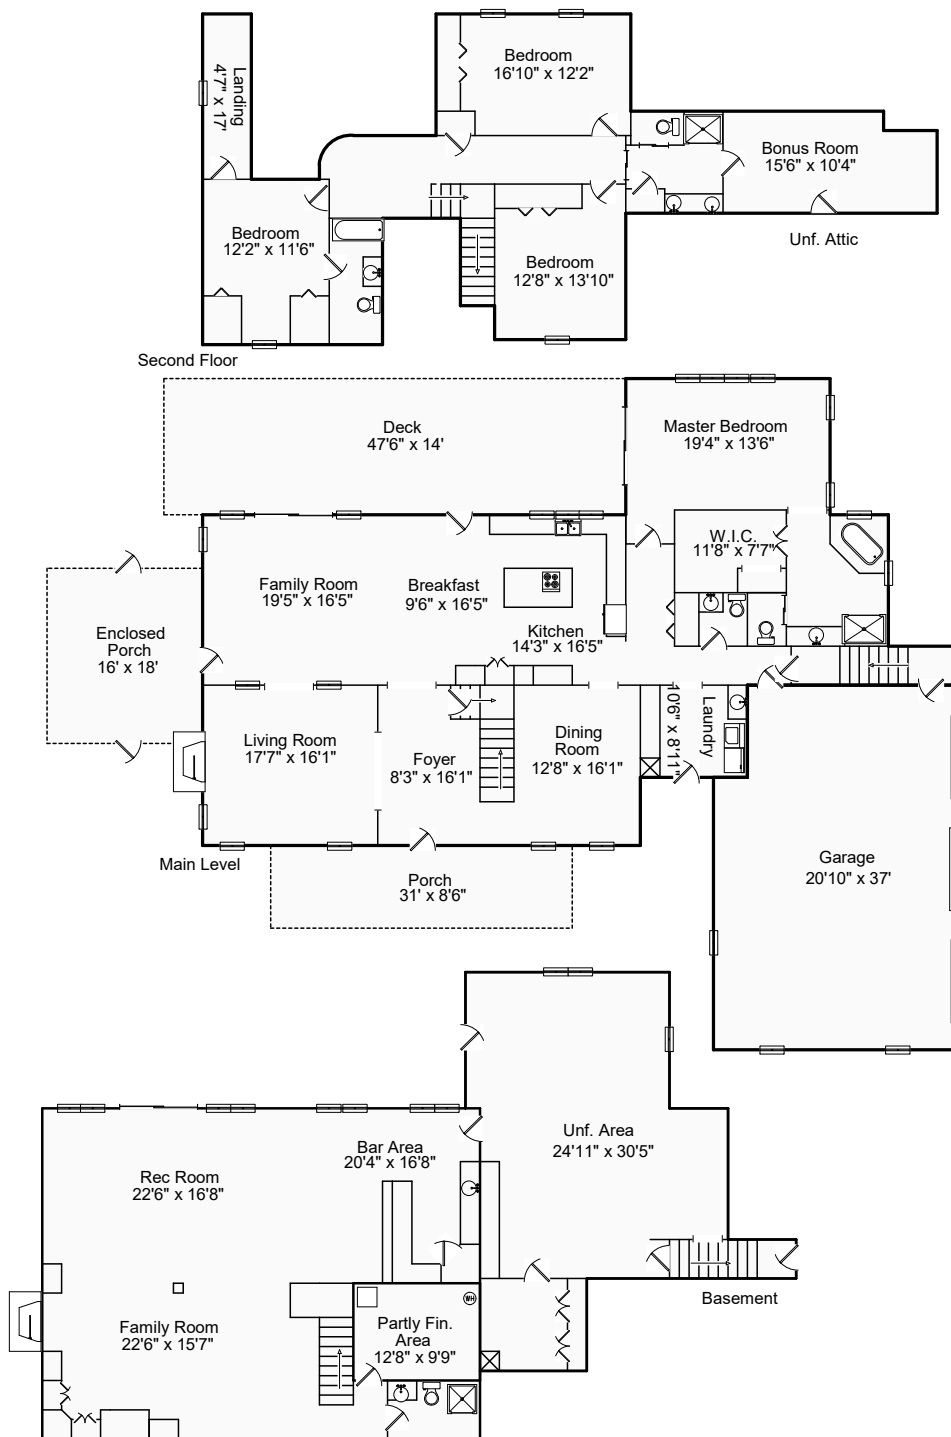 Bedroom
16'10" x 12'2"
Landing
4'7" x 17'
Bonus Room
15'6" x 10'4"
Bedroom
12'2" x 11'6"
Unf. Attic
Bedroom
12'8" x 13'10"
Second Floor
Deck
47'6" x 14'
Master Bedroom
19'4" x 13'6"
W.I.C.
11'8" x 7'7"
Family Room
19'5" x 16'5"
Breakfast
9'6" x 16'5"
Kitchen
14'3" x 16'5"
Enclosed
Porch
16' x 18'
Living Room
17'7" x 16'1"
Foyer
8'3" x 16'1"
Dining
Room
12'8" x 16'1"
Laundry
10'6" x 8'11"
Main Level
Porch
31' x 8'6"
Garage
20'10" x 37'
Unf. Area
24'11" x 30'5"
Bar Area
20'4" x 16'8"
Rec Room
22'6" x 16'8"
Basement
WH
Partly Fin.
Area
12'8" x 9'9"
Family Room
22'6" x 15'7"